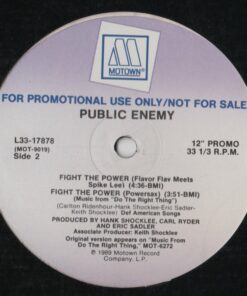 M
MOTOWN®
FOR PROMOTIONAL USE ONLY/NOT FOR SALE
PUBLIC ENEMY
L33-17878
(MOT-9019)
Side 2
12" PROMO
33 1/3 R.P.M.
FIGHT THE POWER (Flavor Flav Meets
Spike Lee) (4:36-BMI)
FIGHT THE POWER (Powersax) (3:51-BMI)
(Music from "Do The Right Thing")
(Carlton Ridenhour-Hank Shocklee-Eric Sadler-
Keith Shocklee) Def American Songs
PRODUCED BY HANK SHOCKLEE, CARL RYDER
AND ERIC SADLER
Associate Producer: Keith Shocklee
Original version appears on "Music From
Do The Right Thing," MOT-6272
℗ 1989 Motown Record
Company, L.P.